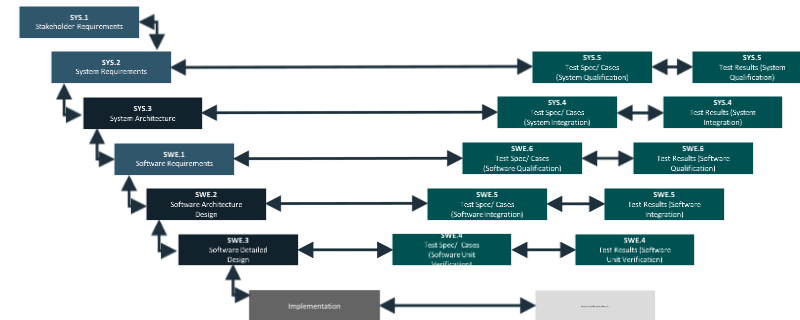 SYS.1
Stakeholder Requirements
SYS.2
System Requirements
SYS.5
Test Spec/ Cases
(System Qualification)
SYS.5
Test Results (System
Qualification)
SYS.3
System Architecture
SYS.4
Test Spec/ Cases
(System Integration)
SYS.4
Test Results (System
Integration)
SWE.1
Software Requirements
SWE.6
Test Spec/ Cases
(Software Qualification)
SWE.6
Test Results (Software
Qualification)
SWE.2
Software Architecture
Design
SWE.5
Test Spec/ Cases
(Software Integration)
SWE.5
Test Results (Software
Integration)
SWE.3
Software Detailed
Design
SWE.4
Test Spec/ Cases
(Software Unit
Verification)
SWE.4
Test Results (Software
Unit Verification)
Implementation